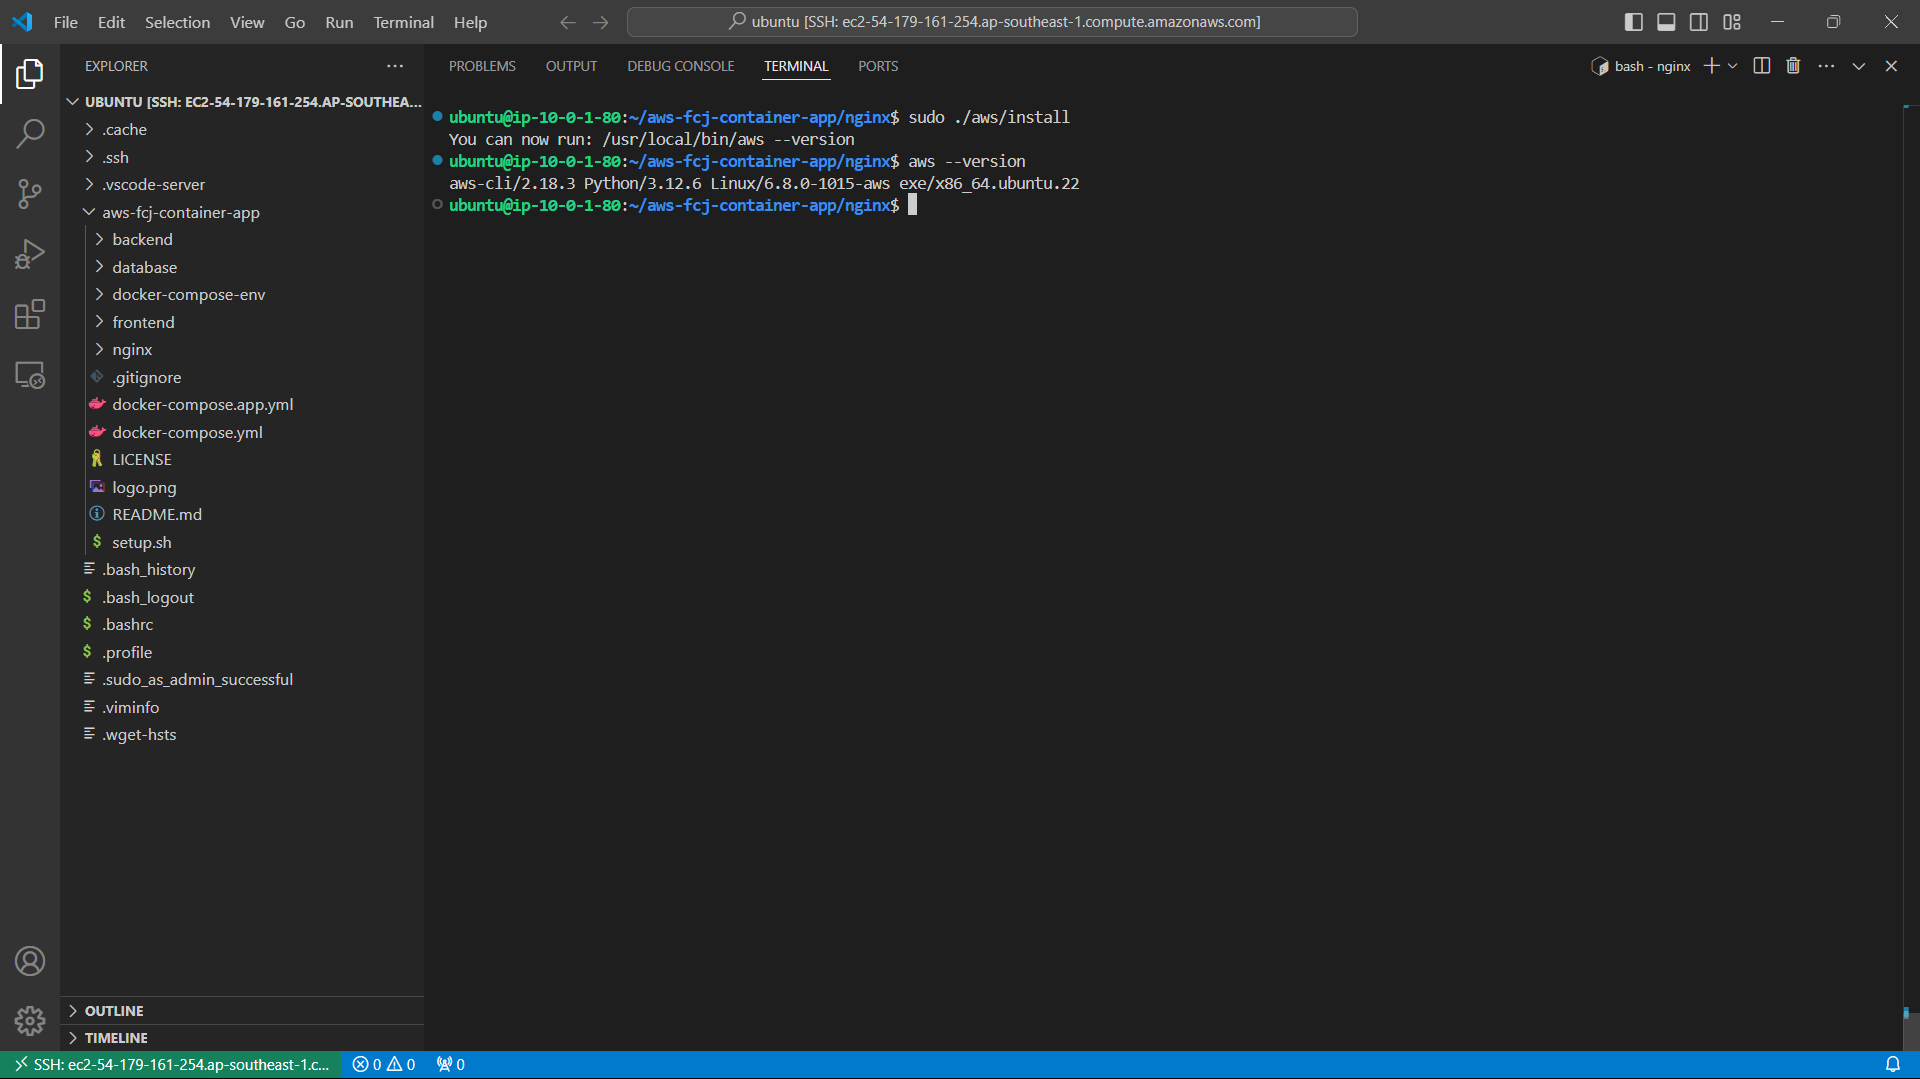 File Edit Selection View Go Run Terminal Help
ubuntu [SSH: ec2-54-179-161-254.ap-southeast-1.compute.amazonaws.com]
EXPLORER
UBUNTU [SSH: EC2-54-179-161-254.AP-SOUTHEA...
.cache
.ssh
.vscode-server
aws-fcj-container-app
backend
database
docker-compose-env
frontend
nginx
.gitignore
docker-compose.app.yml
docker-compose.yml
LICENSE
logo.png
README.md
setup.sh
.bash_history
.bash_logout
.bashrc
.profile
.sudo_as_admin_successful
.viminfo
.wget-hsts
OUTLINE
TIMELINE
PROBLEMS OUTPUT DEBUG CONSOLE TERMINAL PORTS
bash - nginx
ubuntu@ip-10-0-1-80:~/aws-fcj-container-app/nginx$ sudo ./aws/install
You can now run: /usr/local/bin/aws --version
ubuntu@ip-10-0-1-80:~/aws-fcj-container-app/nginx$ aws --version
aws-cli/2.18.3 Python/3.12.6 Linux/6.8.0-1015-aws exe/x86_64.ubuntu.22
ubuntu@ip-10-0-1-80:~/aws-fcj-container-app/nginx$
SSH: ec2-54-179-161-254.ap-southeast-1.c... 0 0 0